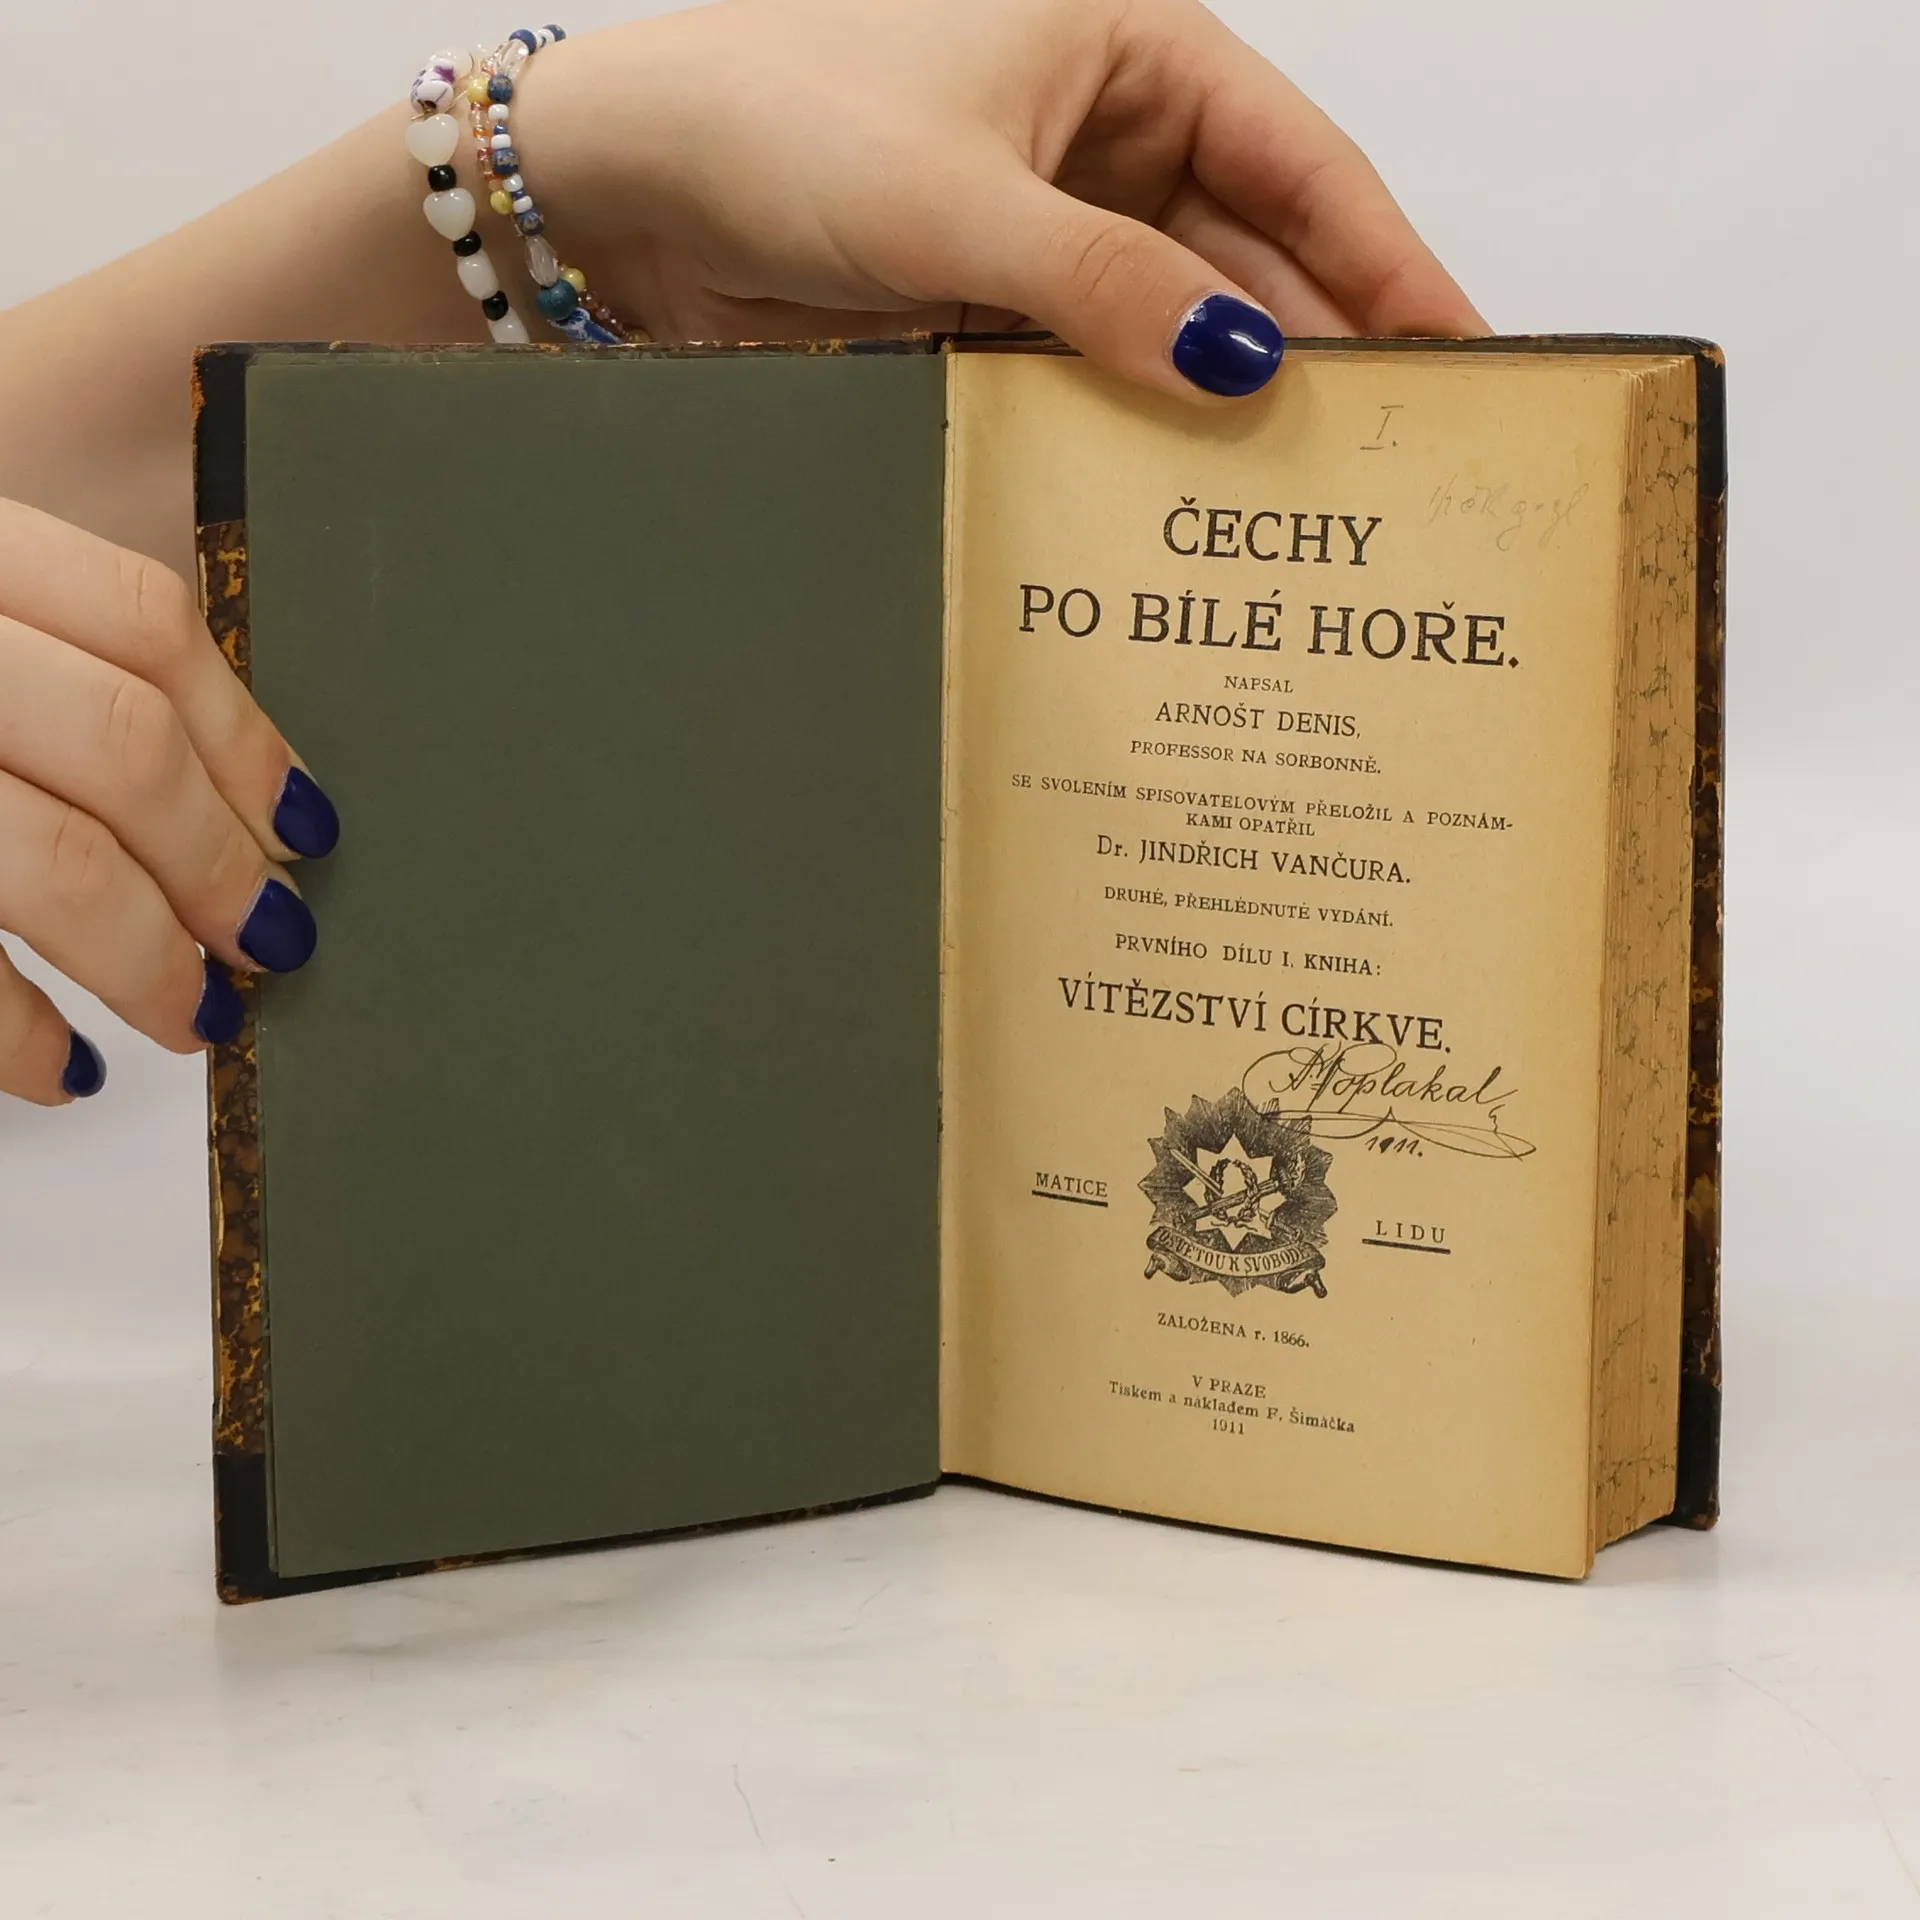 I.
ČECHY
PO BÍLÉ HOŘE.
NAPSAL
ARNOŠT DENIS,
PROFESSOR NA SORBONNĚ.
SE SVOLENÍM SPISOVATELOVÝM PŘELOŽIL A POZNÁM-
KAMI OPATŘIL
Dr. JINDŘICH VANČURA.
DRUHÉ, PŘEHLÉDNUTÉ VYDÁNÍ.
PRVNÍHO DÍLU I. KNIHA:
VÍTĚZSTVÍ CÍRKVE.
1911.
MATICE
LIDU
OSVĚTOU K SVOBODĚ
ZALOŽENA r. 1866.
V PRAZE
Tiskem a nákladem F. Šimáčka
1911